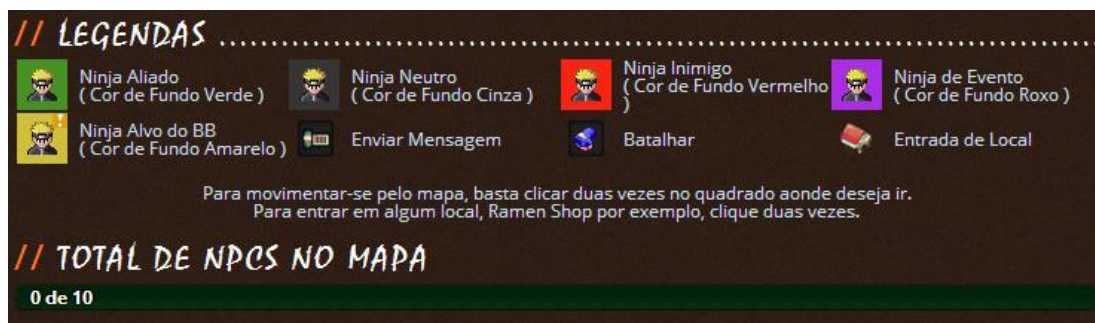 // LEGENDAS ........................................................................
Ninja Aliado
( Cor de Fundo Verde )
Ninja Neutro
( Cor de Fundo Cinza )
Ninja Inimigo
( Cor de Fundo Vermelho
)
Ninja de Evento
( Cor de Fundo Roxo )
Ninja Alvo do BB
( Cor de Fundo Amarelo )
Enviar Mensagem
Batalhar
Entrada de Local
Para movimentar-se pelo mapa, basta clicar duas vezes no quadrado aonde deseja ir.
Para entrar em algum local, Ramen Shop por exemplo, clique duas vezes.
// TOTAL DE NPCS NO MAPA
0 de 10